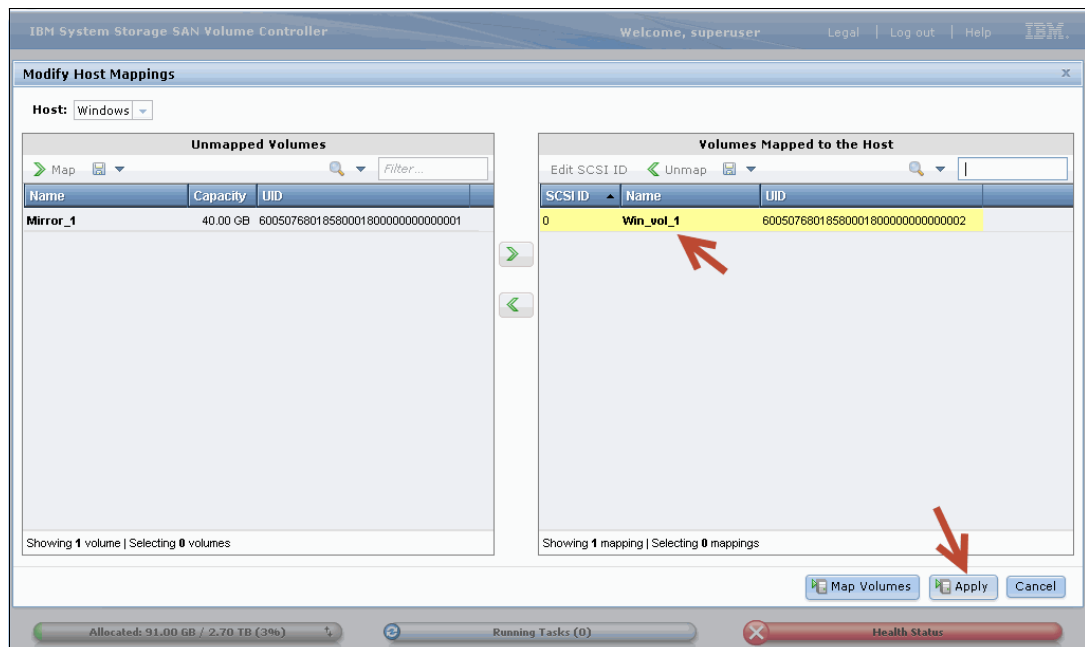 IBM System Storage SAN Volume Controller Welcome, superuser Legal | Log out | Help IBM.
Modify Host Mappings x
Host: Windows
Unmapped Volumes
Map Filter...
Name Capacity UID
Mirror_1 40.00 GB 60050768018580001800000000000001
Showing 1 volume | Selecting 0 volumes
Volumes Mapped to the Host
Edit SCSI ID Unmap
SCSI ID Name UID
0 Win_vol_1 60050768018580001800000000000002
Showing 1 mapping | Selecting 0 mappings
Map Volumes Apply Cancel
Allocated: 91.00 GB / 2.70 TB (3%) Running Tasks (0) Health Status